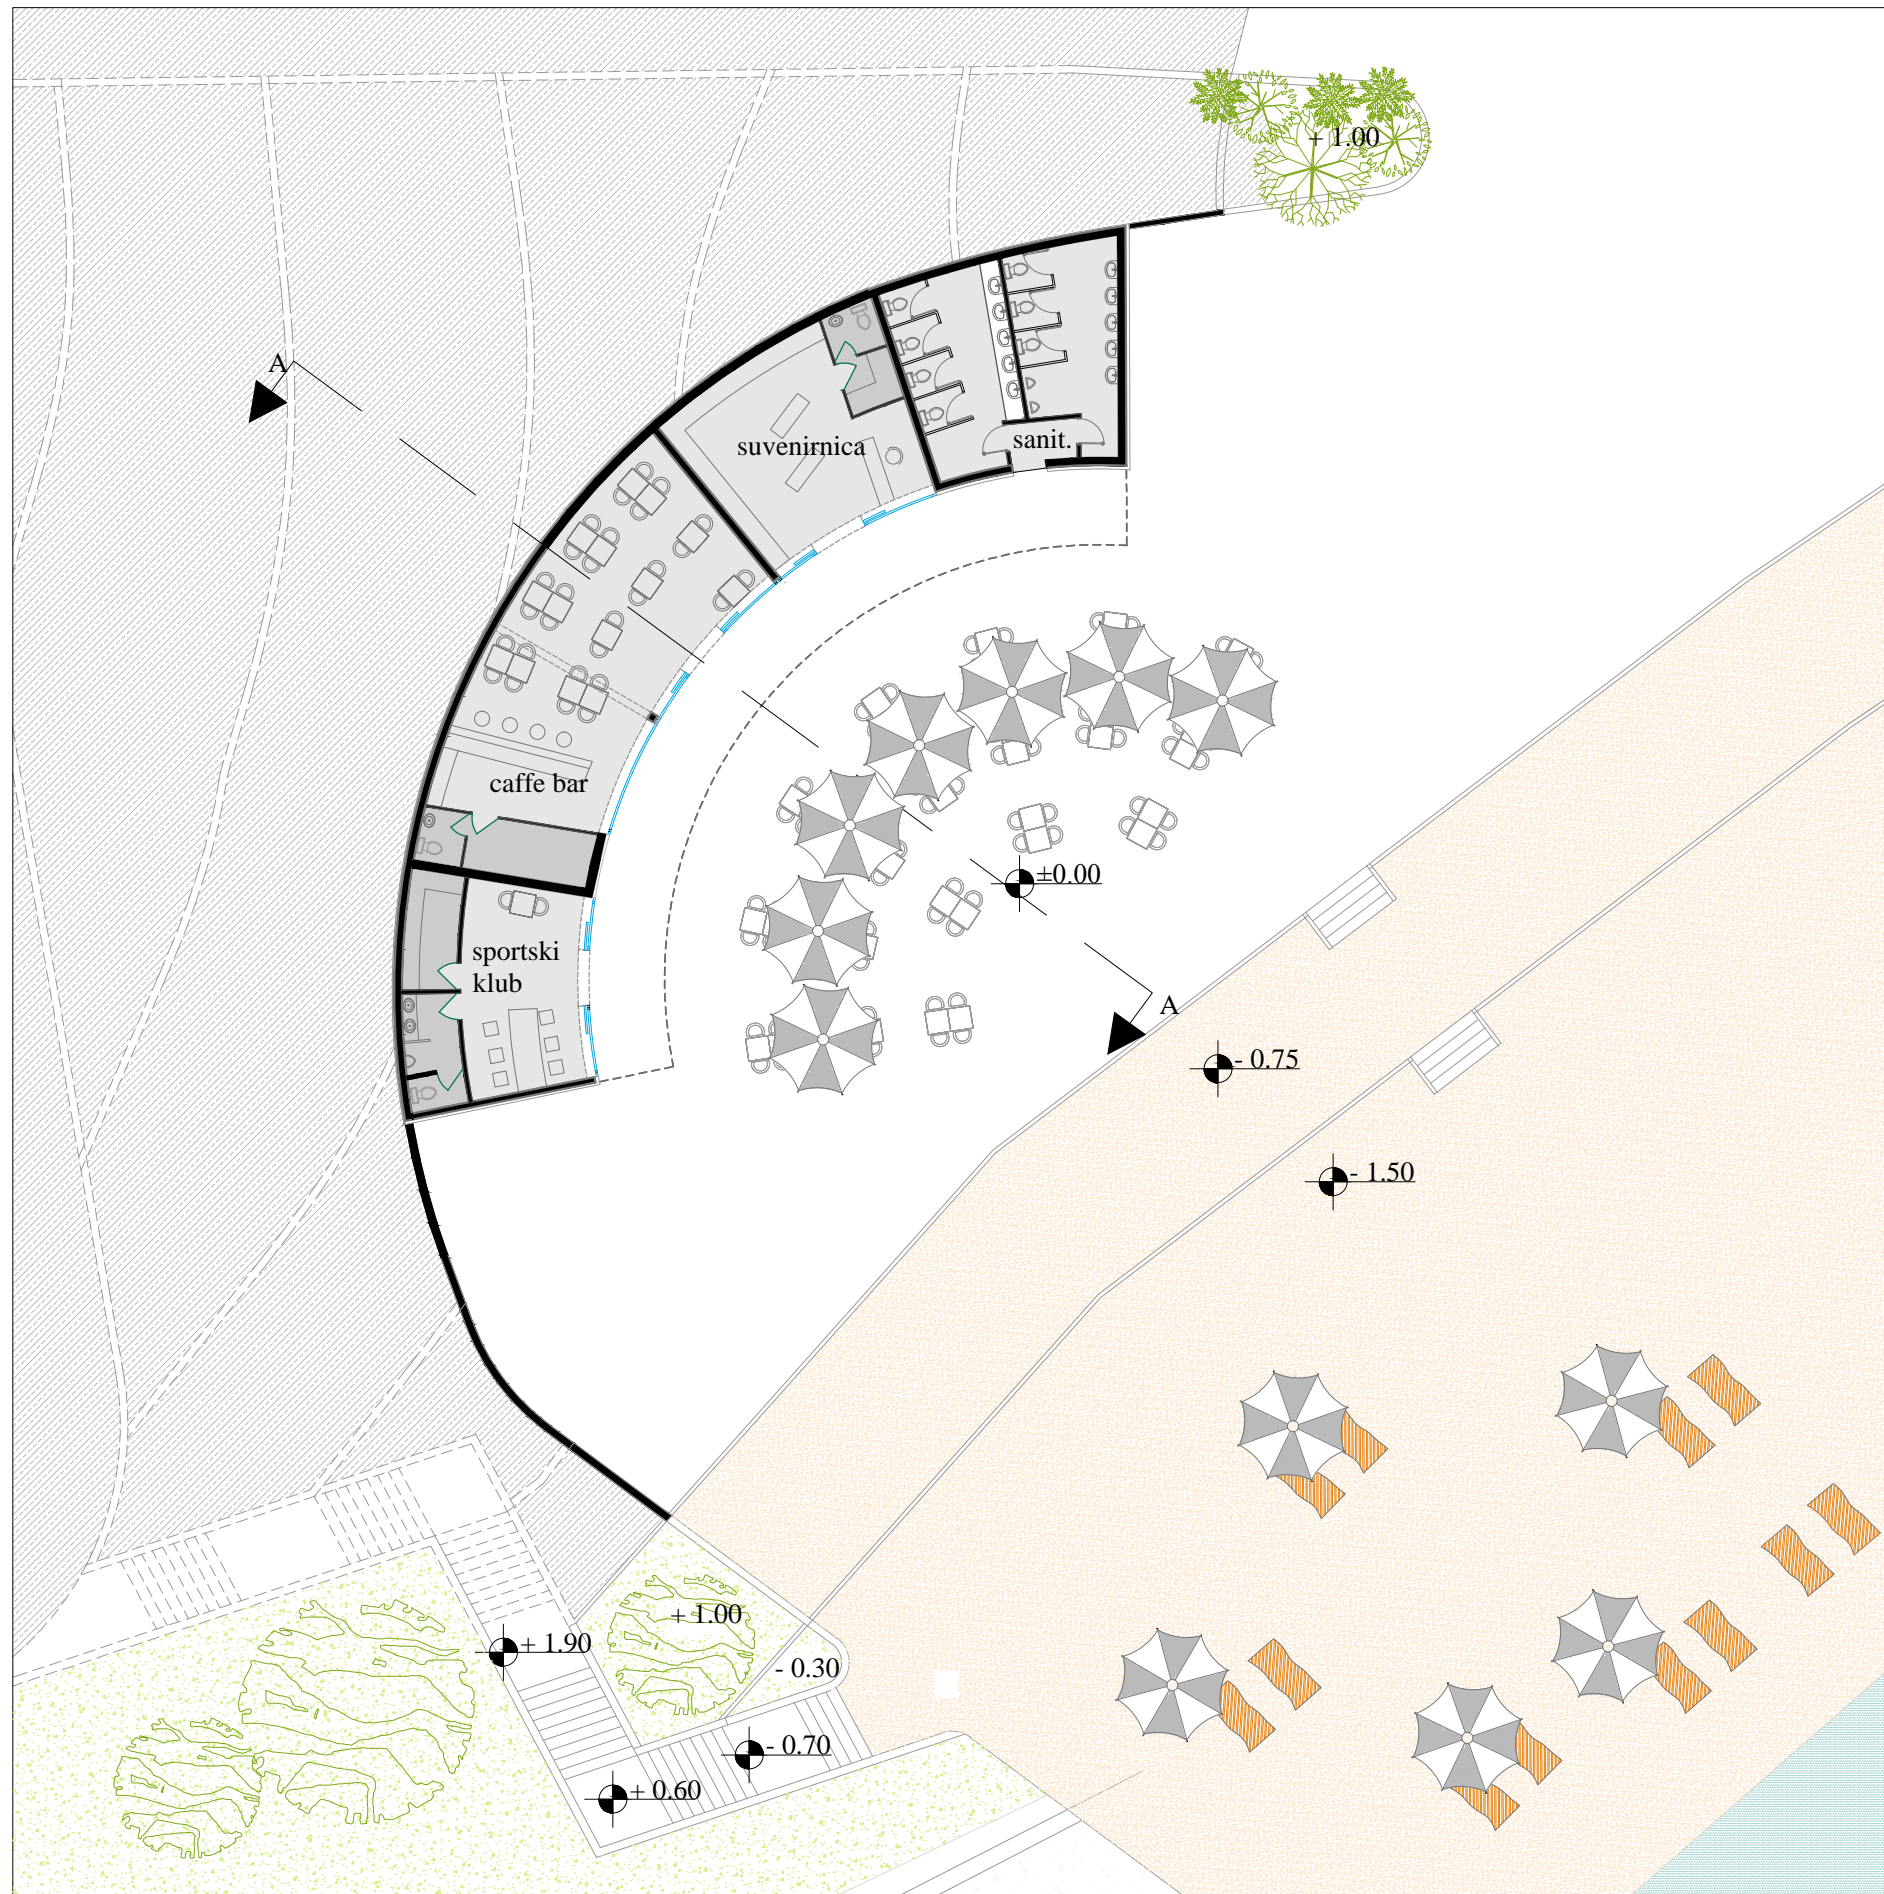 + 1.00
A
suvenirnica
sanit.
caffe bar
±0.00
sportski
klub
A
- 0.75
- 1.50
+ 1.00
+ 1.90
- 0.30
- 0.70
+ 0.60